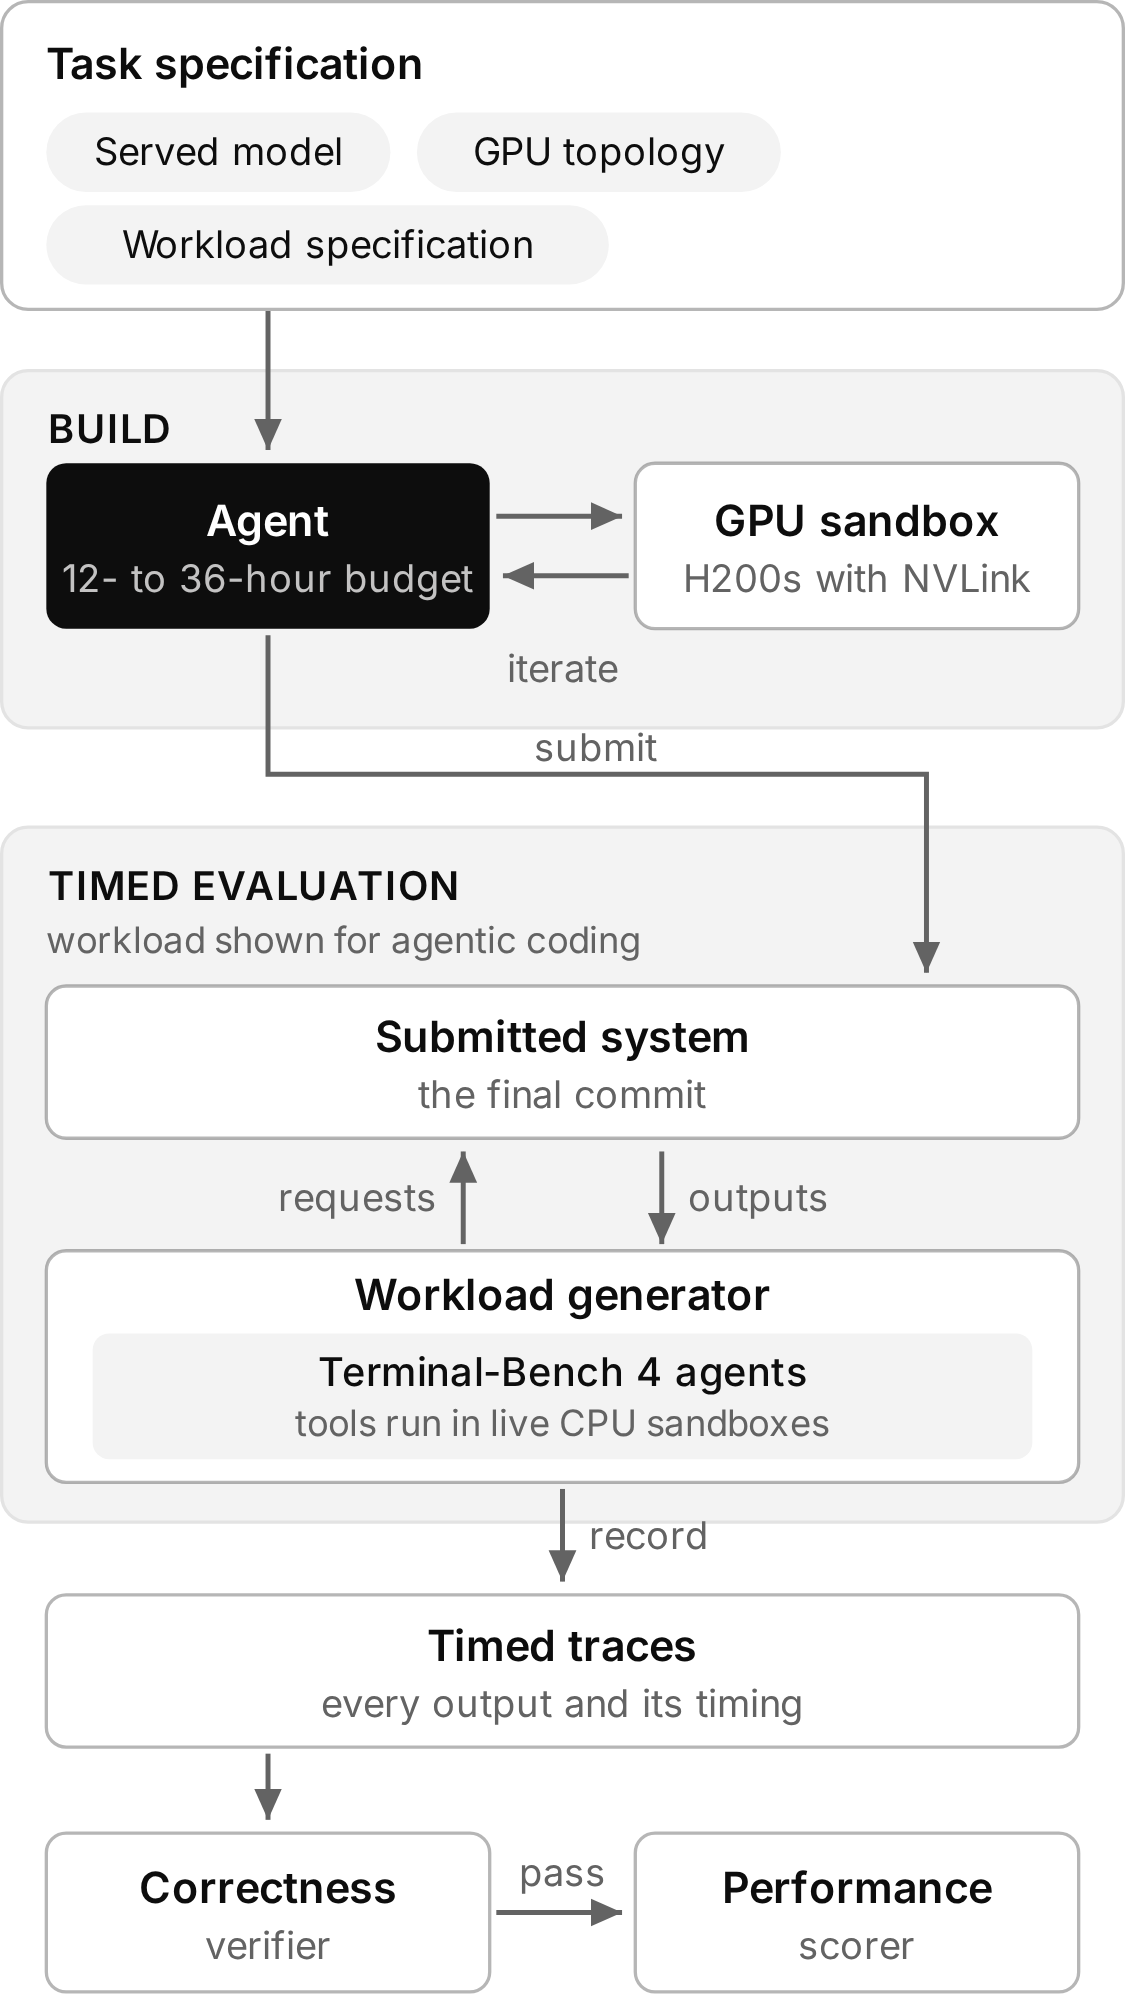 Task specification
Served model
GPU topology
Workload specification
BUILD
Agent
12- to 36-hour budget
GPU sandbox
H200s with NVLink
iterate
submit
TIMED EVALUATION
workload shown for agentic coding
Submitted system
the final commit
requests
outputs
Workload generator
Terminal-Bench 4 agents
tools run in live CPU sandboxes
record
Timed traces
every output and its timing
Correctness
verifier
pass
Performance
scorer